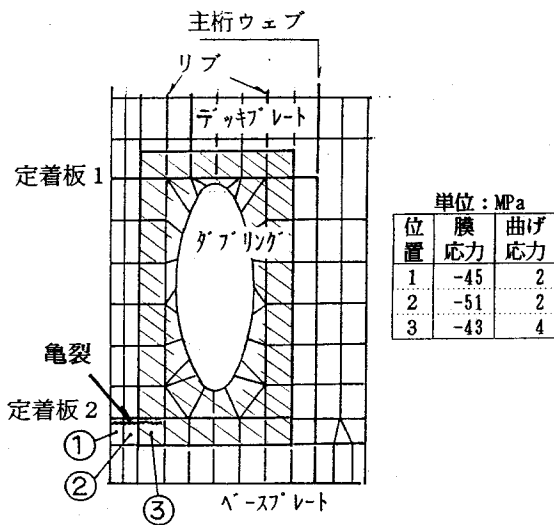 主桁ウェブ
リブ
デッキプレート
定着板1
ダブリング
亀裂
定着板2
①
②
③
ベースプレート
単位：MPa
位置 膜応力 曲げ応力
1 -45 2
2 -51 2
3 -43 4